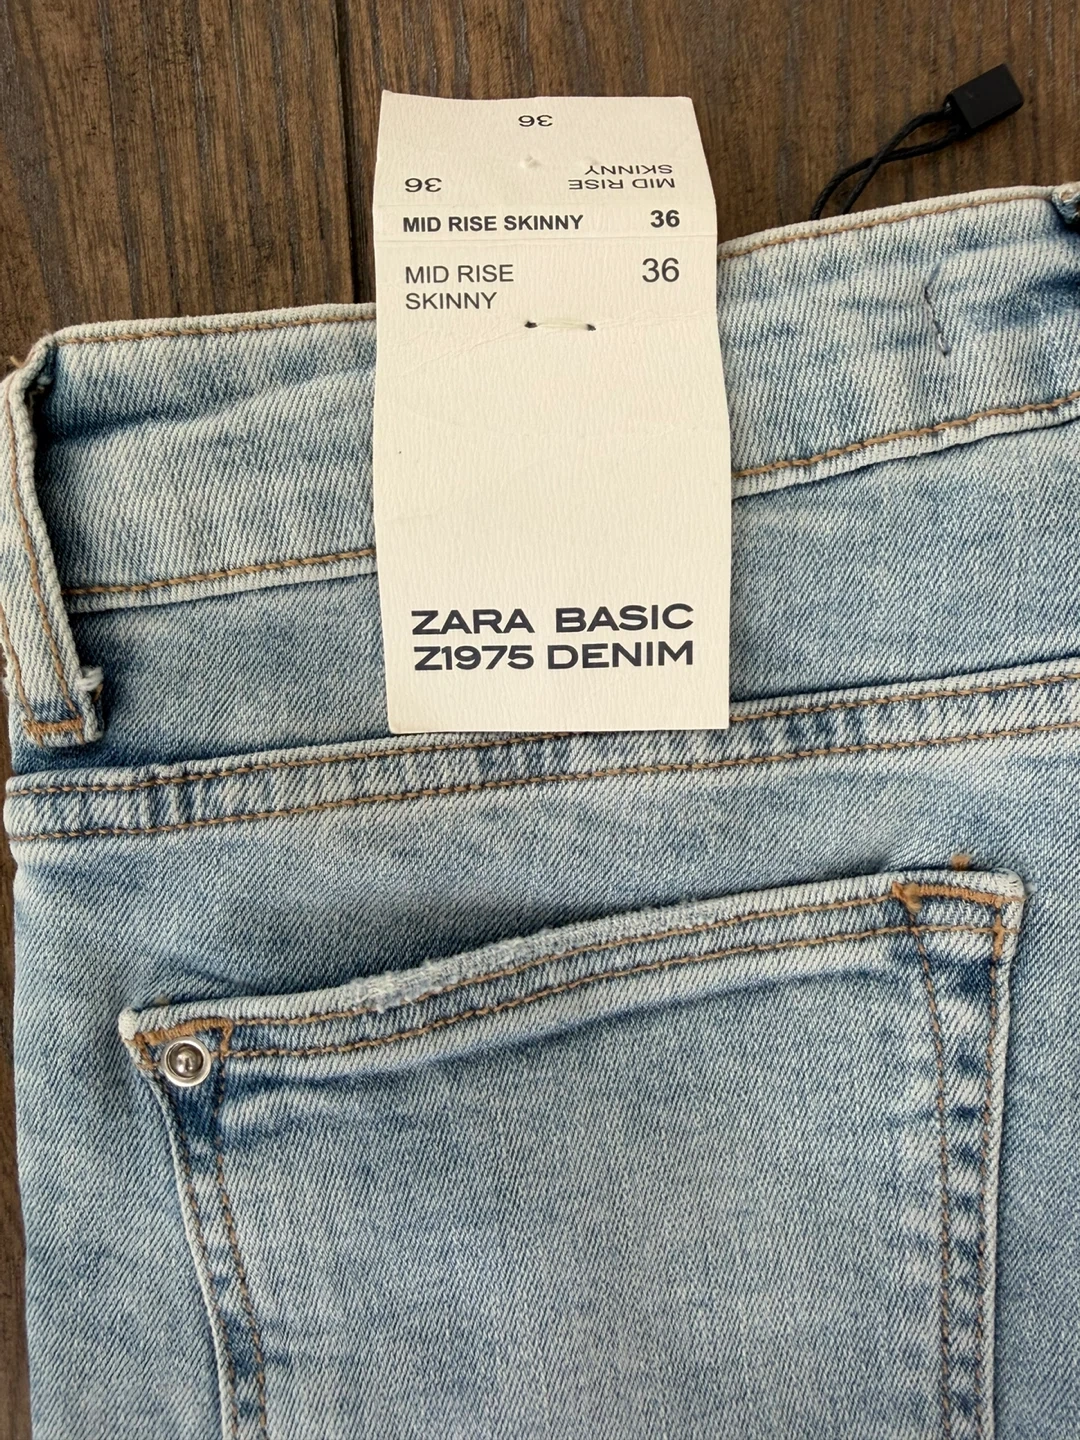 36
MID RISE
SKINNY
36
MID RISE SKINNY 36
MID RISE 36
SKINNY
ZARA BASIC
Z1975 DENIM